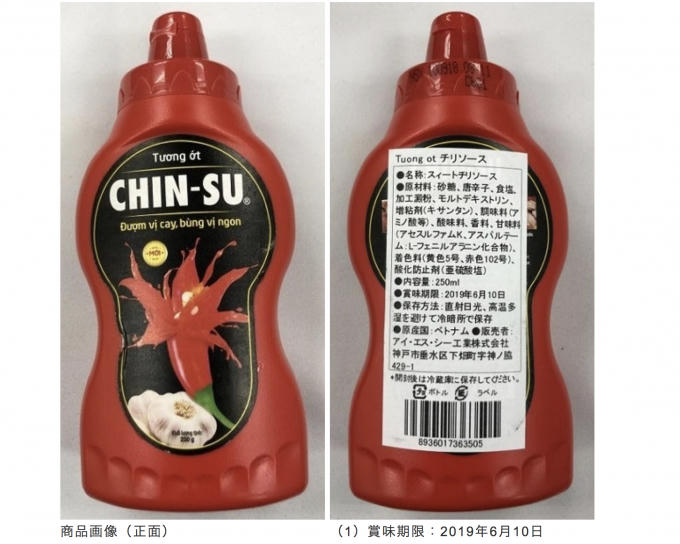 Tương ớt
CHIN-SU®
Đượm vị cay, bùng vị ngon
MỚI
Khối lượng tịnh:
250 g
商品画像（正面）
Tuong ot チリソース
●名称：スィートチリソース
●原材料：砂糖、唐辛子、食塩、
加工澱粉、モルトデキストリン、
増粘剤(キサンタン)、調味料(ア
ミノ酸等)、酸味料、香料、甘味料
(アセスルファムK、アスパルテー
ム：L-フェニルアラニン化合物)、
着色料(黄色5号、赤色102号)、
酸化防止剤(亜硫酸塩)
●内容量：250ml
●賞味期限：2019年6月10日
●保存方法：直射日光、高温多
湿を避けて冷暗所で保存
●原産国：ベトナム ●販売者：
アイ・エス・シー工業株式会社
神戸市垂水区下畑町字神ノ脇
429-1
*開封後は冷蔵庫に保存してください。
ボトル ラベル
8936017363505
（1）賞味期限：2019年6月10日